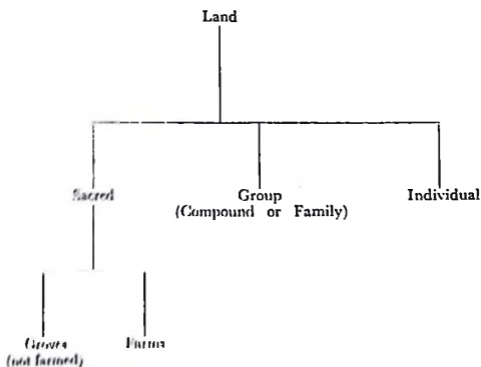 Land
Sacred
Group
(Compound or Family)
Individual
Groves
(not farmed)
Farms